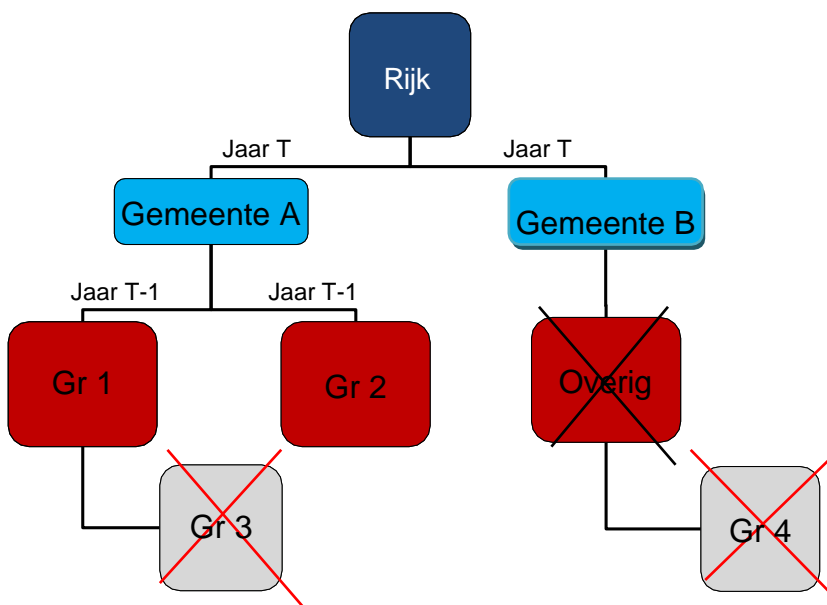 Rijk
Jaar T
Jaar T
Gemeente A
Gemeente B
Jaar T-1
Jaar T-1
Gr 1
Gr 2
Overig
Gr 3
Gr 4